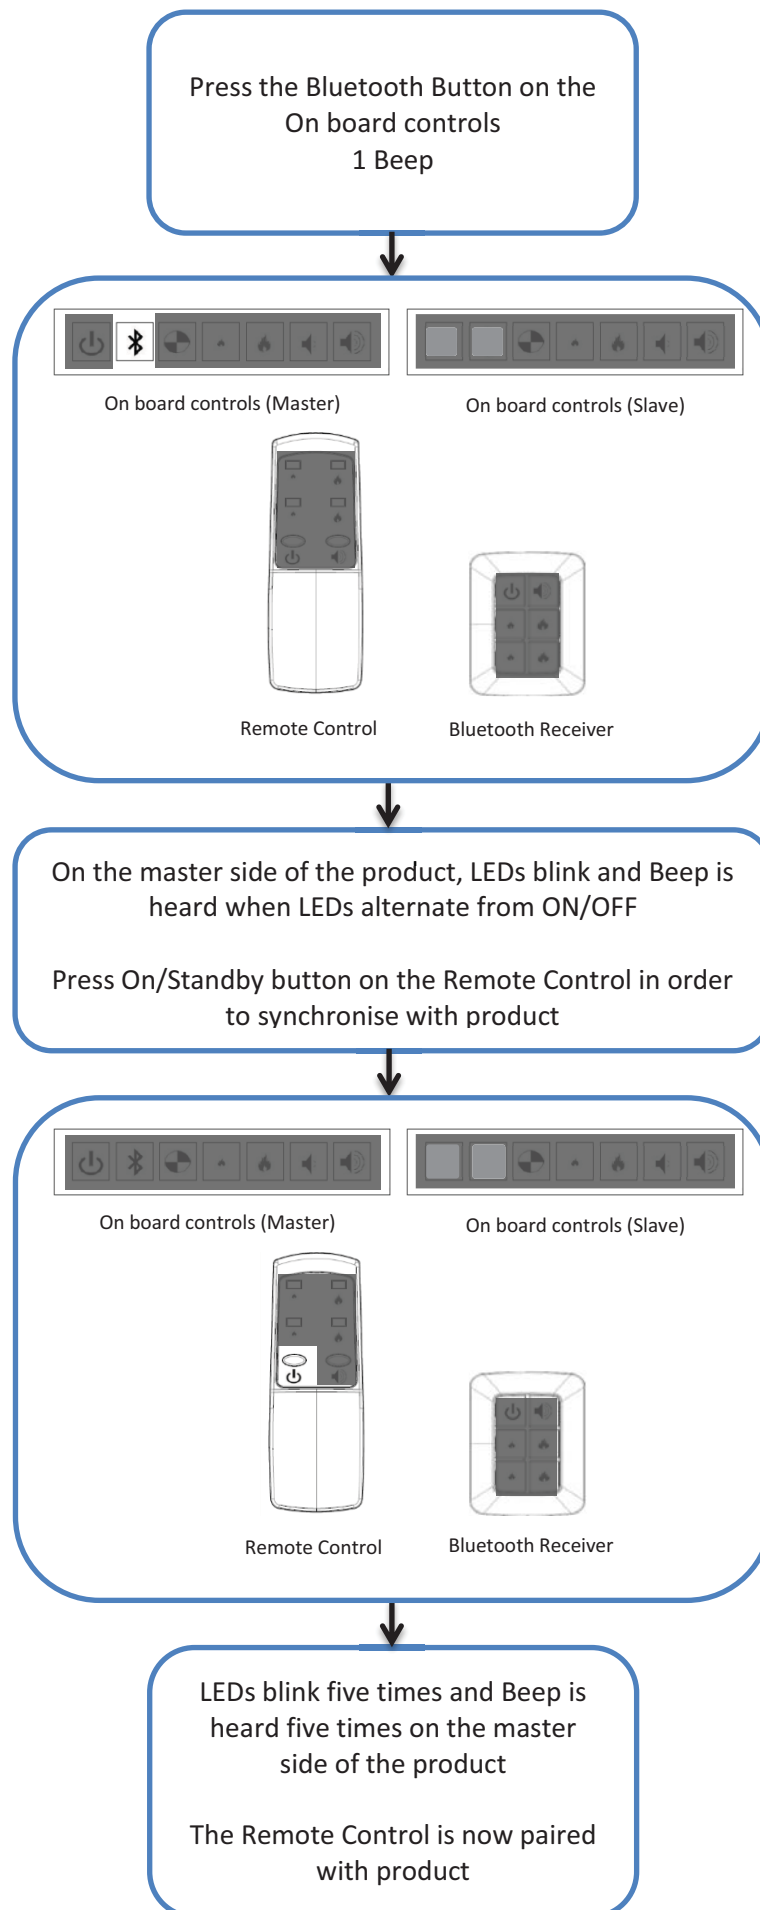 Press the Bluetooth Button on the
On board controls
1 Beep
On board controls (Master)
On board controls (Slave)
Remote Control
Bluetooth Receiver
On the master side of the product, LEDs blink and Beep is
heard when LEDs alternate from ON/OFF
Press On/Standby button on the Remote Control in order
to synchronise with product
On board controls (Master)
On board controls (Slave)
Remote Control
Bluetooth Receiver
LEDs blink five times and Beep is
heard five times on the master
side of the product
The Remote Control is now paired
with product